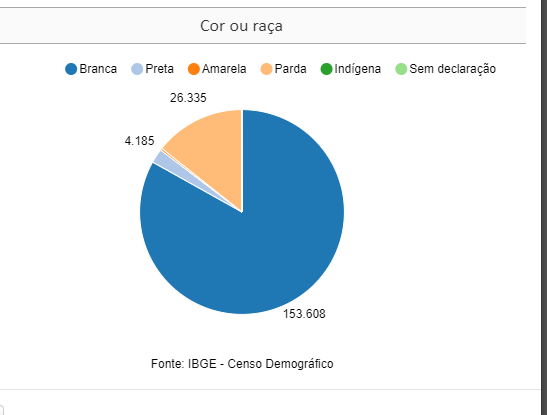 Cor ou raça
Branca Preta Amarela Parda Indígena Sem declaração
26.335
4.185
153.608
Fonte: IBGE - Censo Demográfico